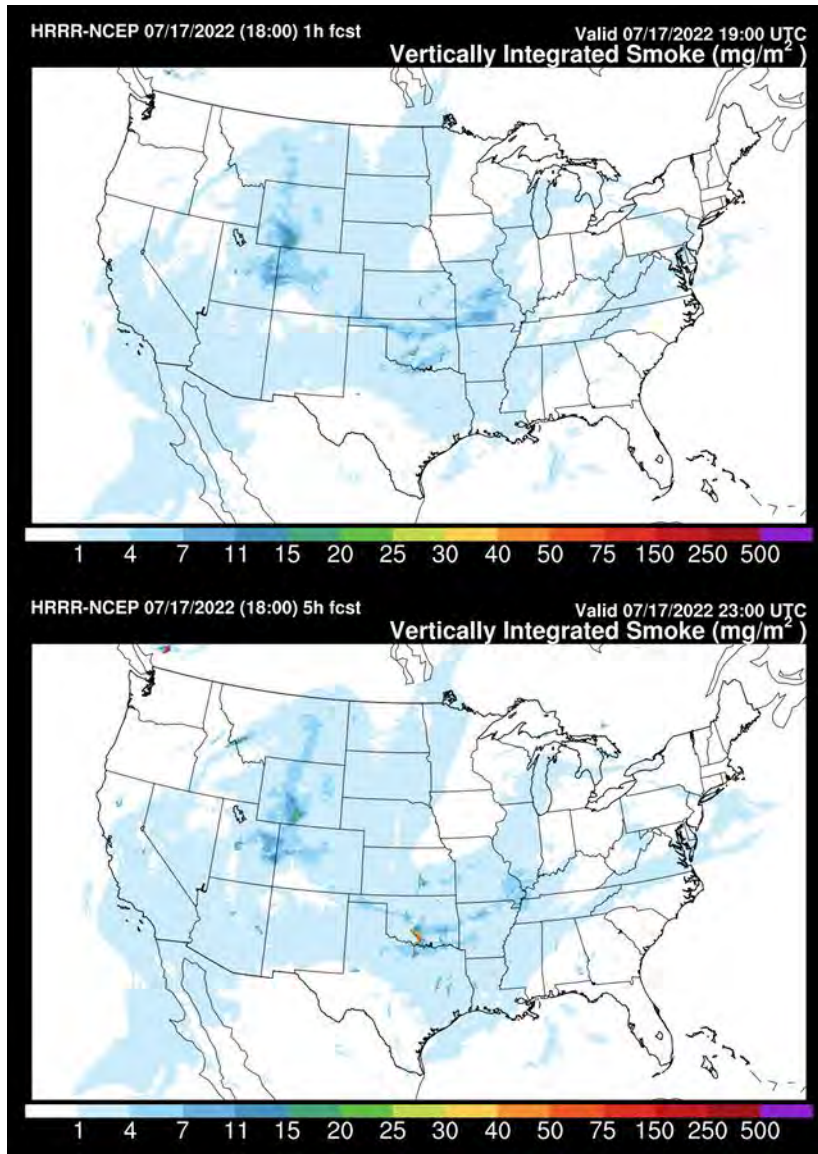 HRRR-NCEP 07/17/2022 (18:00) 1h fcst Valid 07/17/2022 19:00 UTC
Vertically Integrated Smoke (mg/m²)
1 4 7 11 15 20 25 30 40 50 75 150 250 500
HRRR-NCEP 07/17/2022 (18:00) 5h fcst Valid 07/17/2022 23:00 UTC
Vertically Integrated Smoke (mg/m²)
1 4 7 11 15 20 25 30 40 50 75 150 250 500